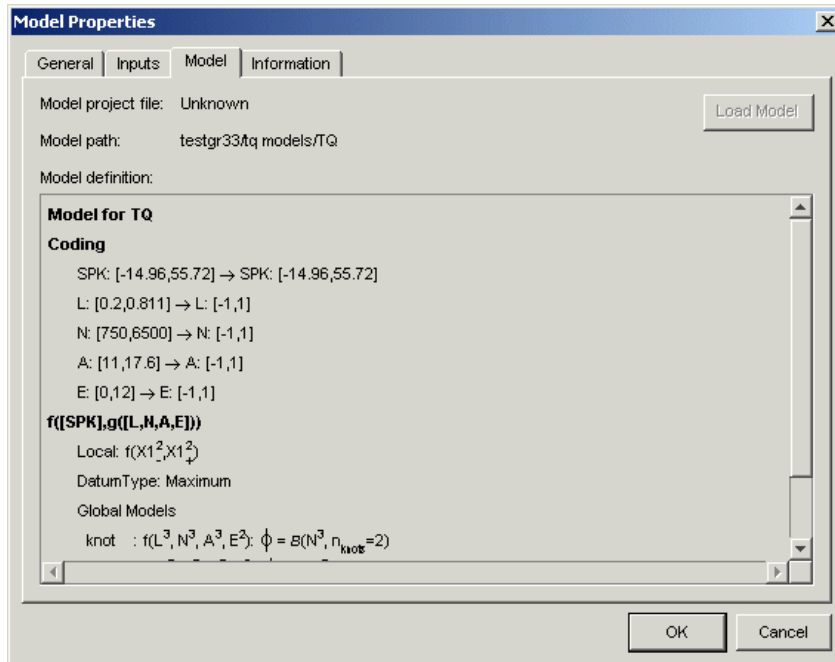 Model Properties
General Inputs Model Information
Model project file: Unknown
Load Model
Model path: testgr33/tq models/TQ
Model definition:
Model for TQ
Coding
SPK: [-14.96,55.72] → SPK: [-14.96,55.72]
L: [0.2,0.811] → L: [-1,1]
N: [750,6500] → N: [-1,1]
A: [11,17.6] → A: [-1,1]
E: [0,12] → E: [-1,1]
f([SPK],g([L,N,A,E]))
Local: f(X1²₋,X1²₊)
DatumType: Maximum
Global Models
knot : f(L³, N³, A³, E²): ϕ = B(N³, n_knots=2)
OK Cancel